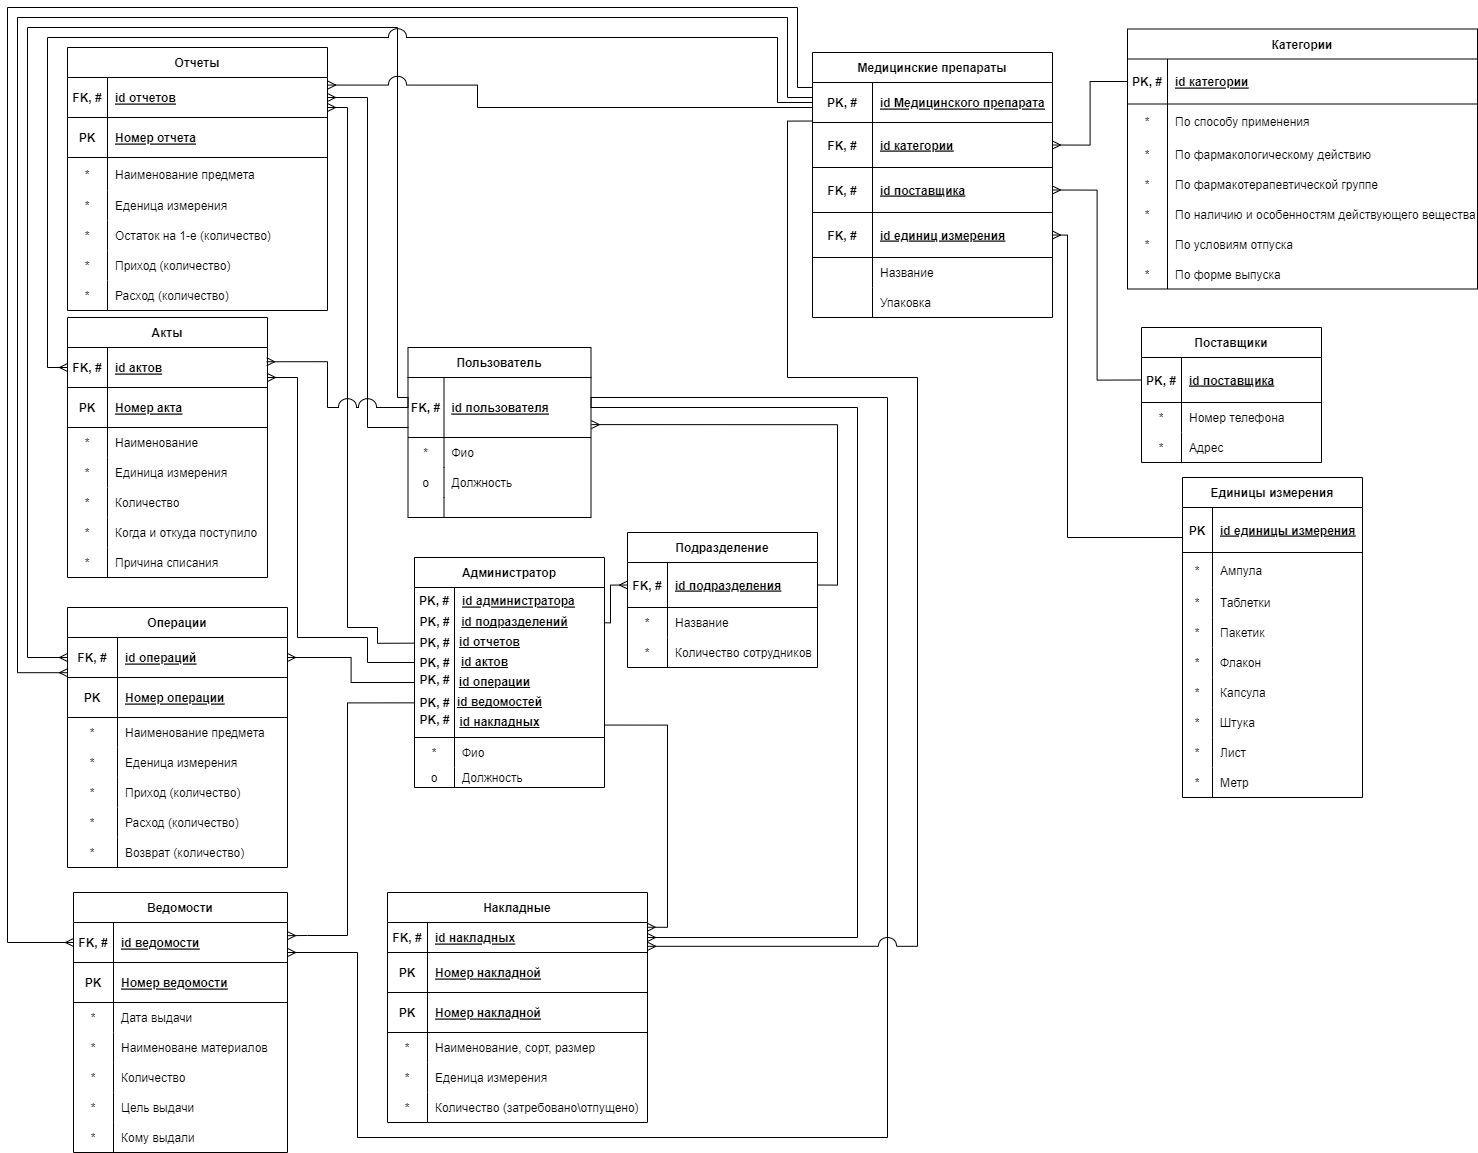 Отчеты
FK, # id отчетов
PK Номер отчета
* Наименование предмета
* Еденица измерения
* Остаток на 1-е (количество)
* Приход (количество)
* Расход (количество)
Акты
FK, # id актов
PK Номер акта
* Наименование
* Единица измерения
* Количество
* Когда и откуда поступило
* Причина списания
Операции
FK, # id операций
PK Номер операции
* Наименование предмета
* Еденица измерения
* Приход (количество)
* Расход (количество)
* Возврат (количество)
Ведомости
FK, # id ведомости
PK Номер ведомости
* Дата выдачи
* Наименоване материалов
* Количество
* Цель выдачи
* Кому выдали
Пользователь
FK, # id пользователя
* Фио
o Должность
Администратор
PK, # id администратора
PK, # id подразделений
PK, # id отчетов
PK, # id актов
PK, # id операции
PK, # id ведомостей
PK, # id накладных
* Фио
o Должность
Подразделение
FK, # id подразделения
* Название
* Количество сотрудников
Накладные
FK, # id накладных
PK Номер накладной
PK Номер накладной
* Наименование, сорт, размер
* Еденица измерения
* Количество (затребовано\отпущено)
Медицинские препараты
PK, # id Медицинского препарата
FK, # id категории
FK, # id поставщика
FK, # id единиц измерения
Название
Упаковка
Категории
PK, # id категории
* По способу применения
* По фармакологическому действию
* По фармакотерапевтической группе
* По наличию и особенностям действующего вещества
* По условиям отпуска
* По форме выпуска
Поставщики
PK, # id поставщика
* Номер телефона
* Адрес
Единицы измерения
PK id единицы измерения
* Ампула
* Таблетки
* Пакетик
* Флакон
* Капсула
* Штука
* Лист
* Метр